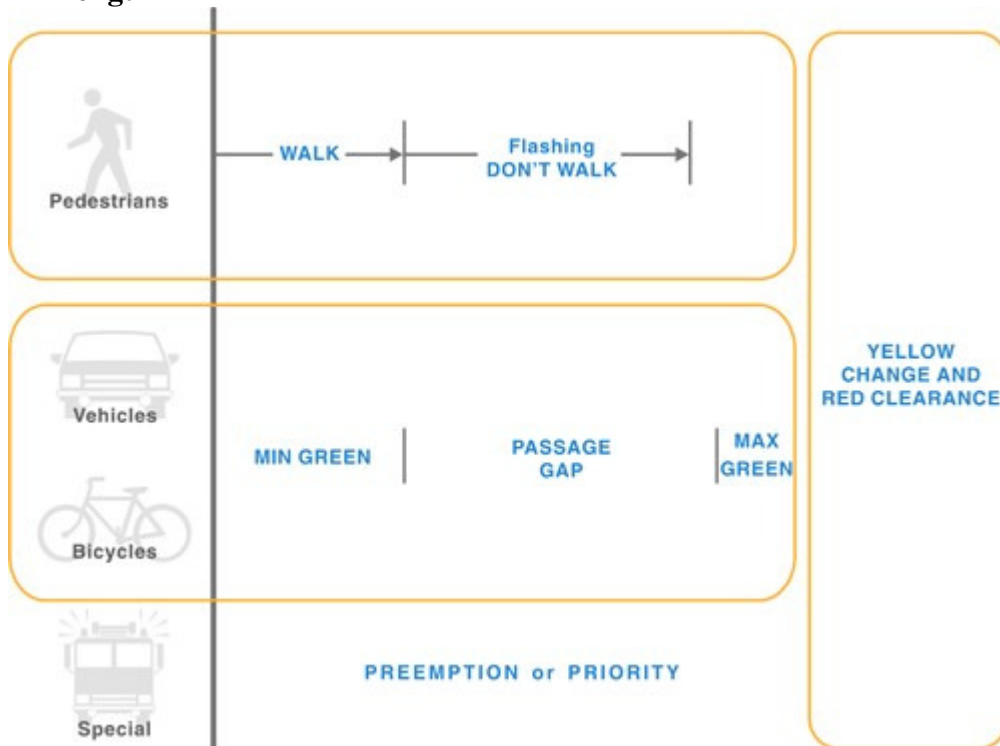 Pedestrians
WALK
Flashing
DON'T WALK
Vehicles
Bicycles
MIN GREEN
PASSAGE
GAP
MAX
GREEN
YELLOW
CHANGE AND
RED CLEARANCE
Special
PREEMPTION or PRIORITY